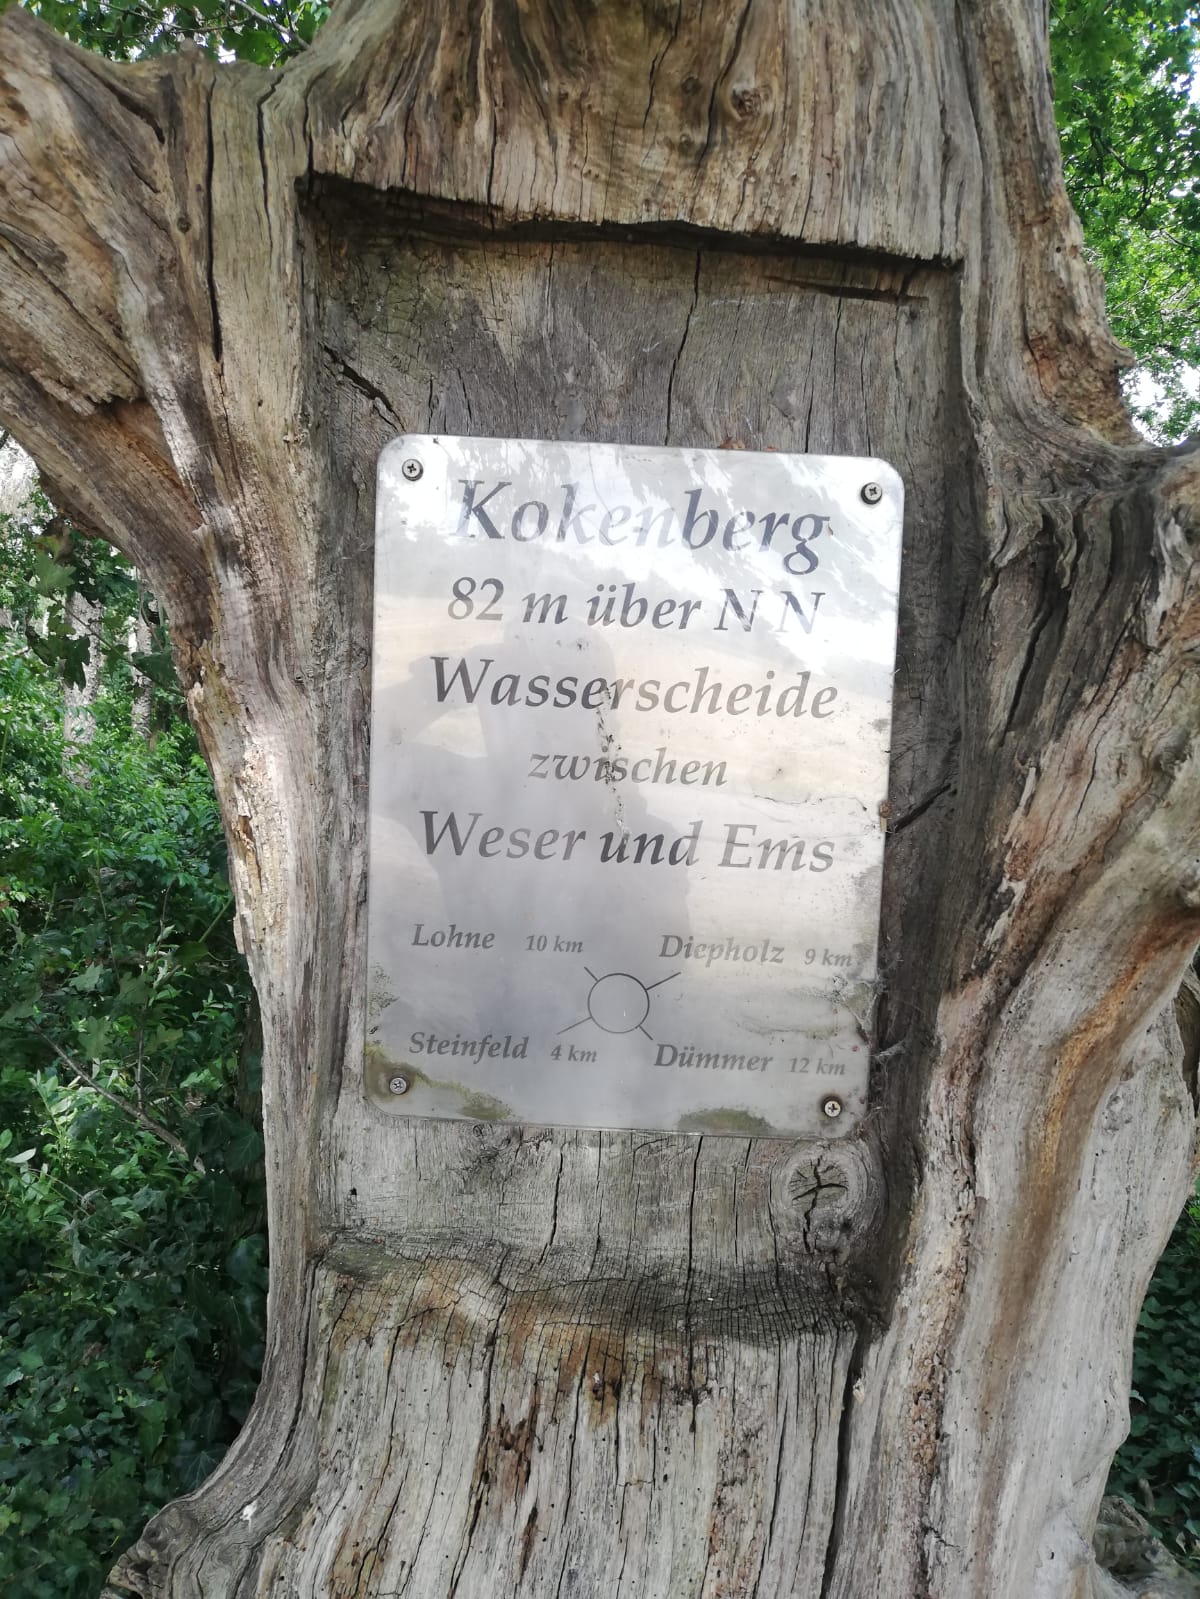 Kokenberg
82 m über N N
Wasserscheide
zwischen
Weser und Ems
Lohne 10 km Diepholz 9 km
Steinfeld 4 km Dümmer 12 km